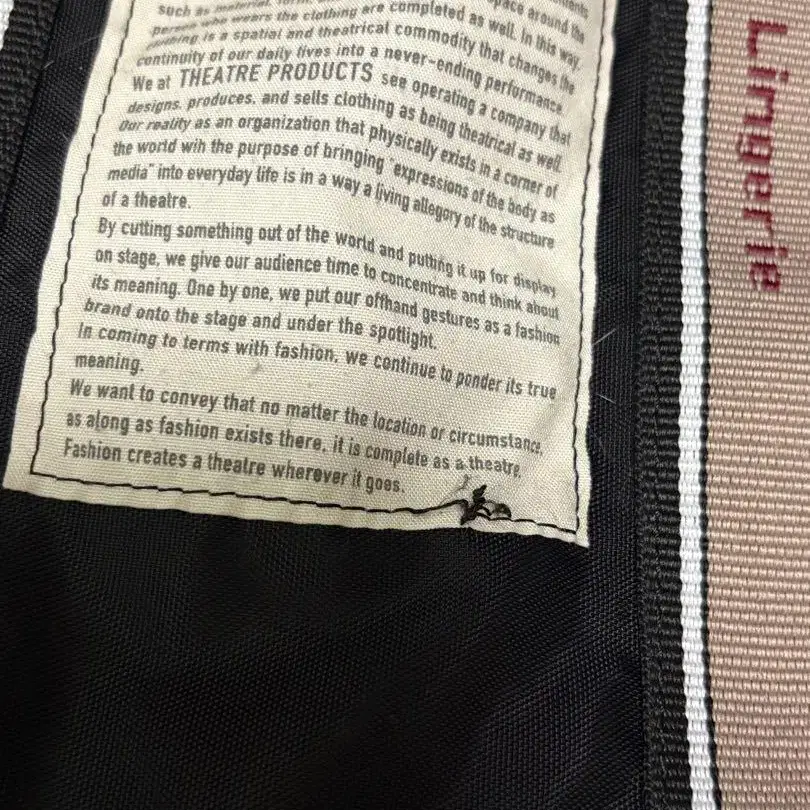 such as material, form,
space around the
person who wears the clothing are completed as well. In this way,
is a spatial and theatrical commodity that changes the
continuity of our daily lives into a never-ending performance.
We at THEATRE PRODUCTS see operating a company that
designs, produces, and sells clothing as being theatrical as well.
Our reality as an organization that physically exists in a corner of
the world wih the purpose of bringing "expressions of the body as
media" into everyday life is in a way a living allegory of the structure
of a theatre.
By cutting something out of the world and putting it up for display
on stage, we give our audience time to concentrate and think about
its meaning. One by one, we put our offhand gestures as a fashion
brand onto the stage and under the spotlight.
In coming to terms with fashion, we continue to ponder its true
meaning.
We want to convey that no matter the location or circumstance,
as along as fashion exists there, it is complete as a theatre.
Fashion creates a theatre wherever it goes.
Lingerie